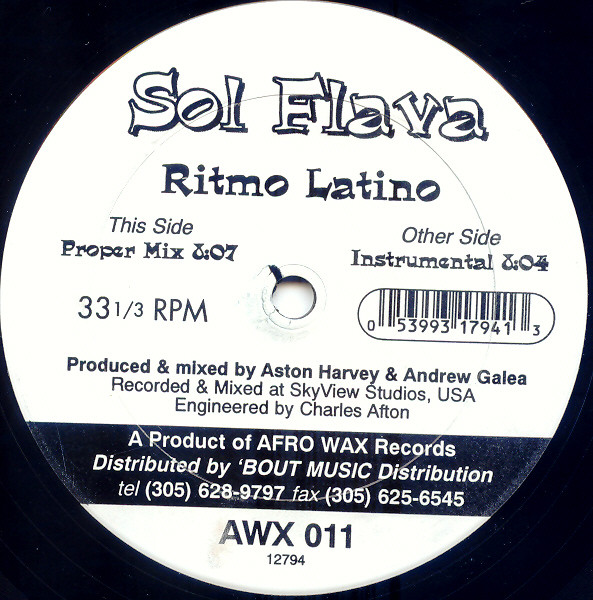 Sol Flava
Ritmo Latino
This Side
Proper Mix 8:07
Other Side
Instrumental 8:04
33 1/3 RPM
0 53993 17941 3
Produced & mixed by Aston Harvey & Andrew Galea
Recorded & Mixed at SkyView Studios, USA
Engineered by Charles Afton
A Product of AFRO WAX Records
Distributed by ‘BOUT MUSIC Distribution
tel (305) 628-9797 fax (305) 625-6545
AWX 011
12794